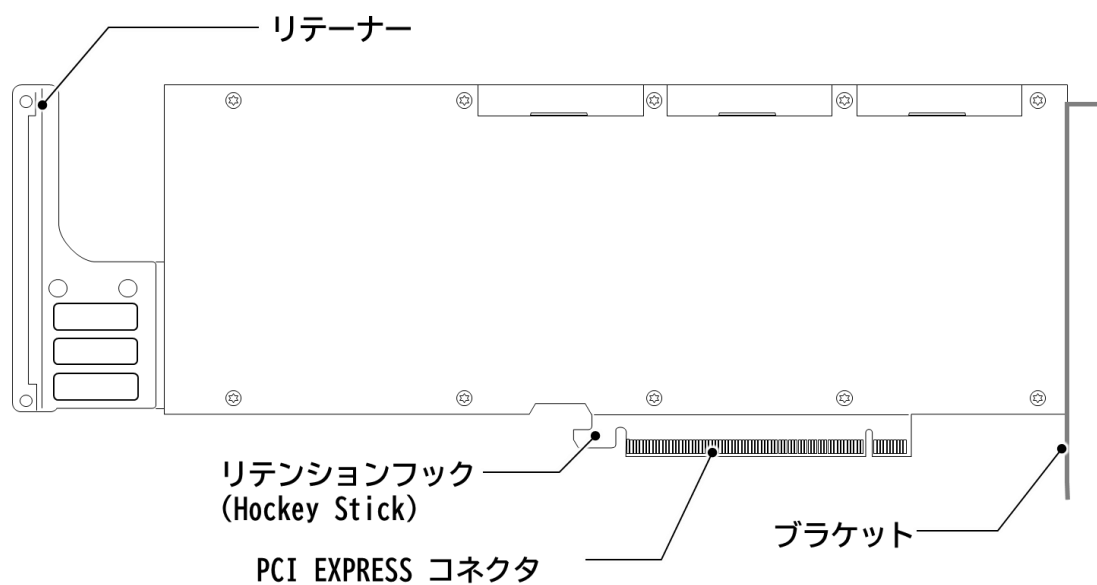 リテーナー
リテンションフック
(Hockey Stick)
ブラケット
PCI EXPRESS コネクタ